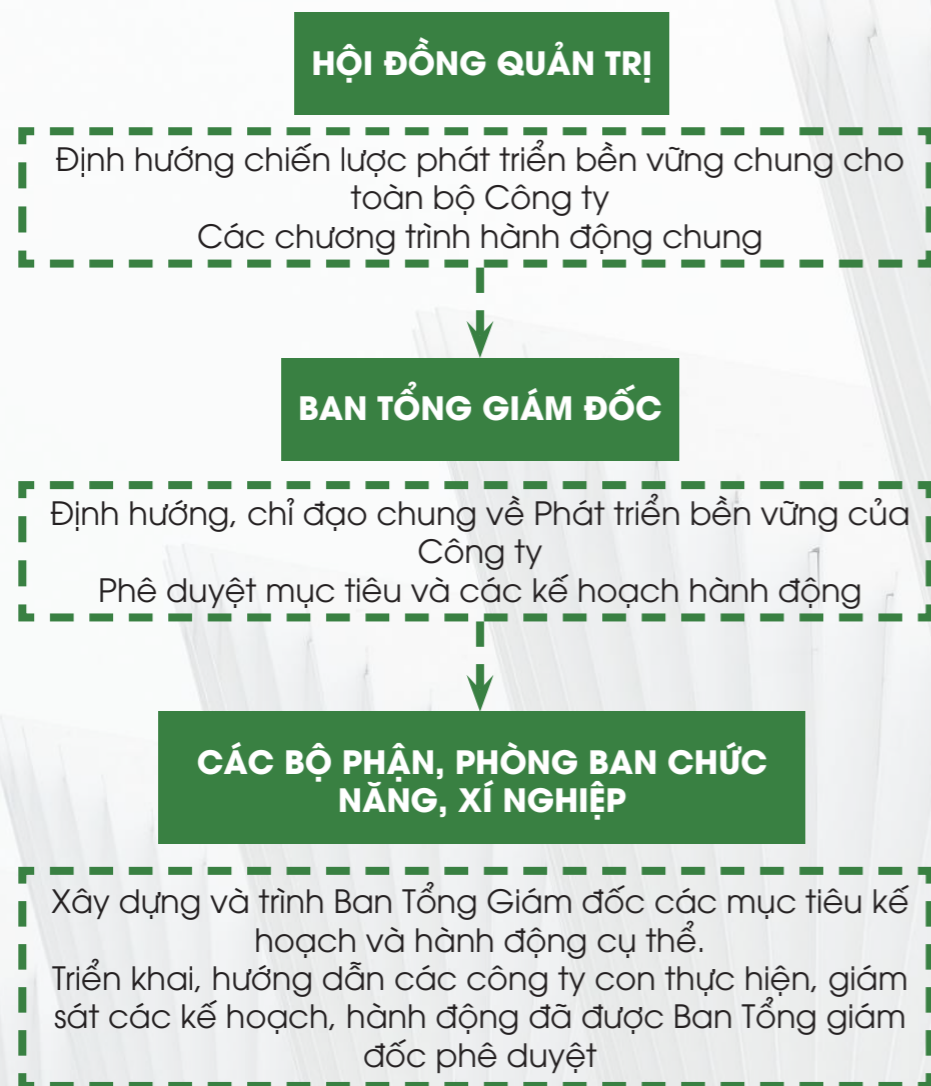 HỘI ĐỒNG QUẢN TRỊ
Định hướng chiến lược phát triển bền vững chung cho
toàn bộ Công ty
Các chương trình hành động chung
BAN TỔNG GIÁM ĐỐC
Định hướng, chỉ đạo chung về Phát triển bền vững của
Công ty
Phê duyệt mục tiêu và các kế hoạch hành động
CÁC BỘ PHẬN, PHÒNG BAN CHỨC
NĂNG, XÍ NGHIỆP
Xây dựng và trình Ban Tổng Giám đốc các mục tiêu kế
hoạch và hành động cụ thể.
Triển khai, hướng dẫn các công ty con thực hiện, giám
sát các kế hoạch, hành động đã được Ban Tổng giám
đốc phê duyệt